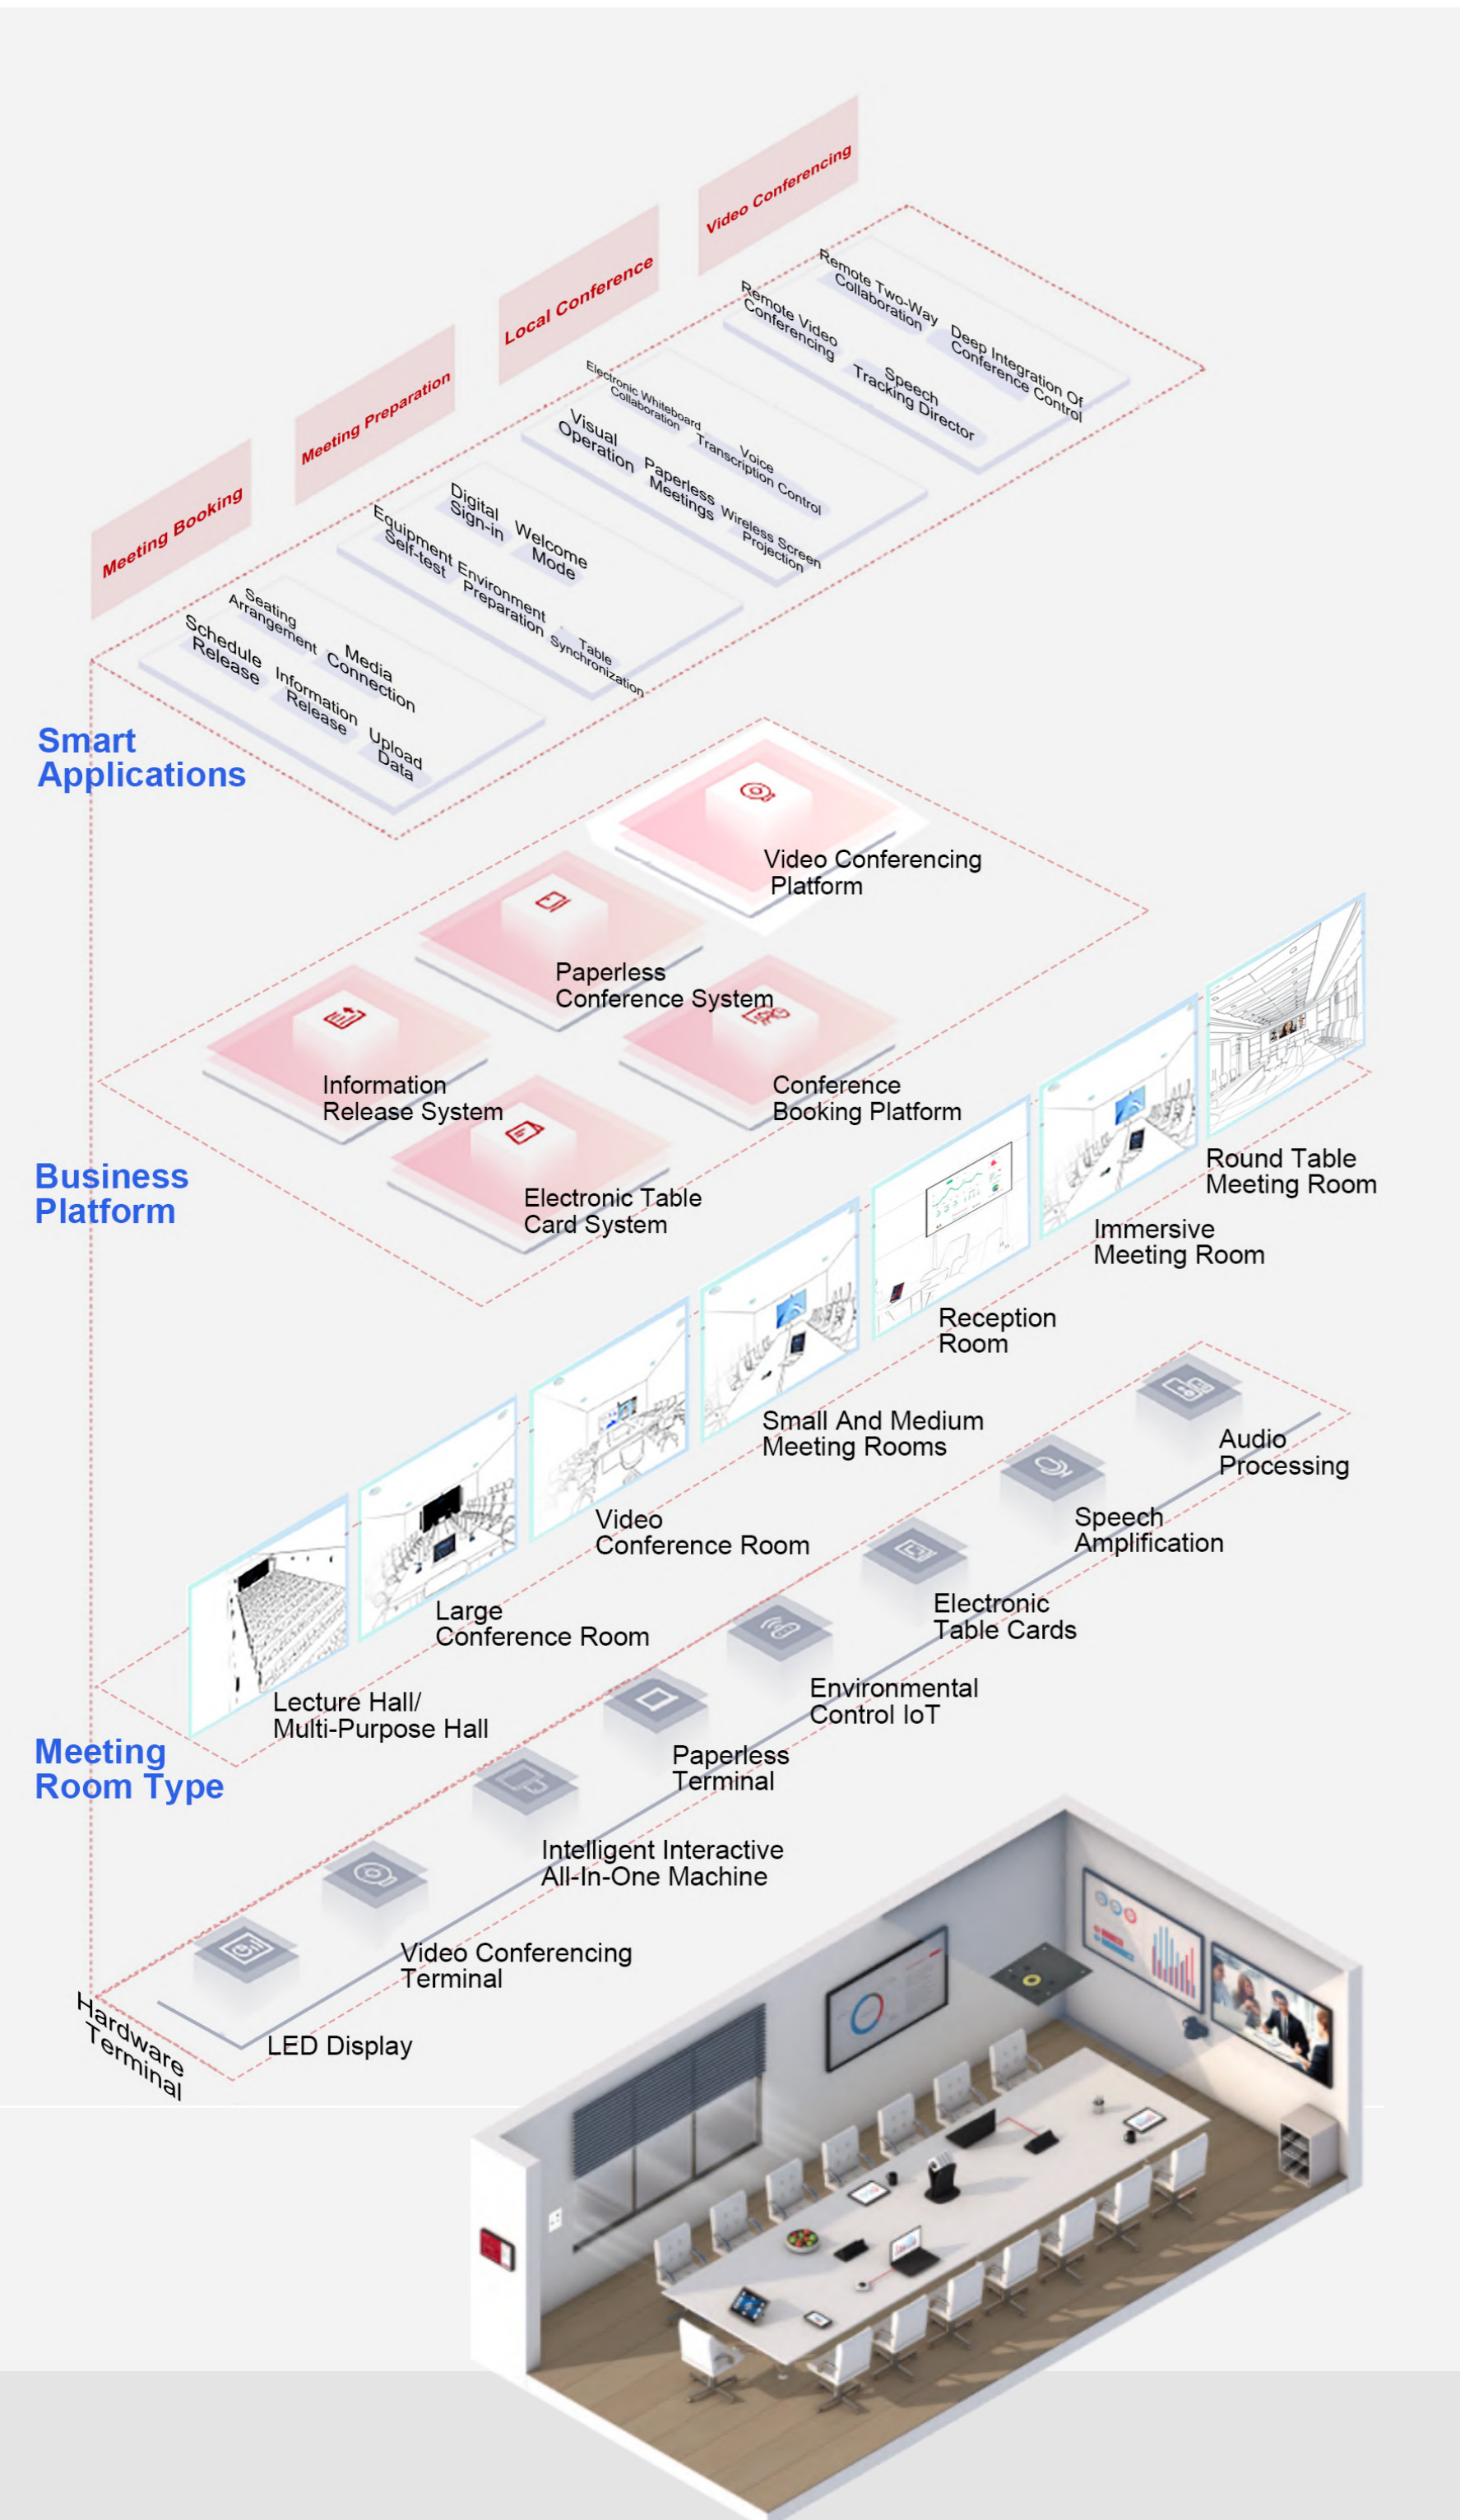 Video Conferencing
Remote Two-Way
Collaboration
Deep Integration Of
Conference Control
Remote Video
Conferencing
Speech
Tracking Director
Local Conference
Electronic Whiteboard
Collaboration
Voice
Transcription Control
Visual
Operation
Paperless
Meetings
Wireless Screen
Projection
Meeting Preparation
Digital
Sign-in
Welcome
Mode
Equipment
Self-test
Environment
Preparation
Table
Synchronization
Meeting Booking
Seating
Arrangement
Media
Connection
Schedule
Release
Information
Release
Upload
Data
Smart
Applications
Video Conferencing
Platform
Paperless
Conference System
Information
Release System
Conference
Booking Platform
Electronic Table
Card System
Business
Platform
Round Table
Meeting Room
Immersive
Meeting Room
Reception
Room
Small And Medium
Meeting Rooms
Video
Conference Room
Large
Conference Room
Lecture Hall/
Multi-Purpose Hall
Meeting
Room Type
Audio
Processing
Speech
Amplification
Electronic
Table Cards
Environmental
Control IoT
Paperless
Terminal
Intelligent Interactive
All-In-One Machine
Video Conferencing
Terminal
LED Display
Hardware
Terminal